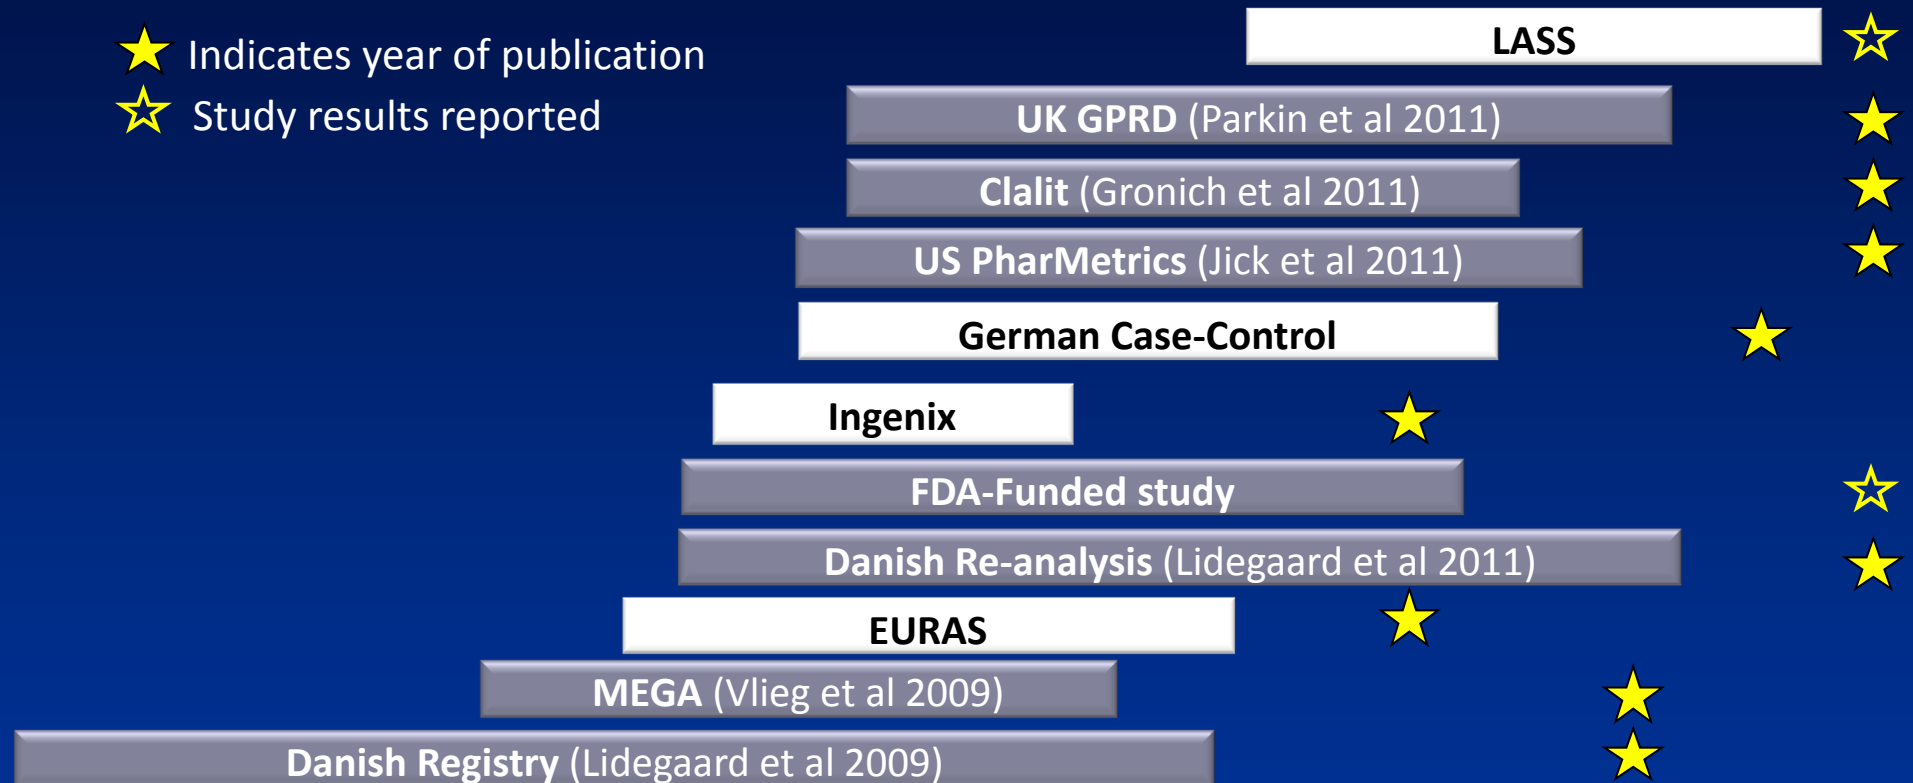 Indicates year of publication
Study results reported
LASS
UK GPRD (Parkin et al 2011)
Clalit (Gronich et al 2011)
US PharMetrics (Jick et al 2011)
German Case-Control
Ingenix
FDA-Funded study
Danish Re-analysis (Lidegaard et al 2011)
EURAS
MEGA (Vlieg et al 2009)
Danish Registry (Lidegaard et al 2009)